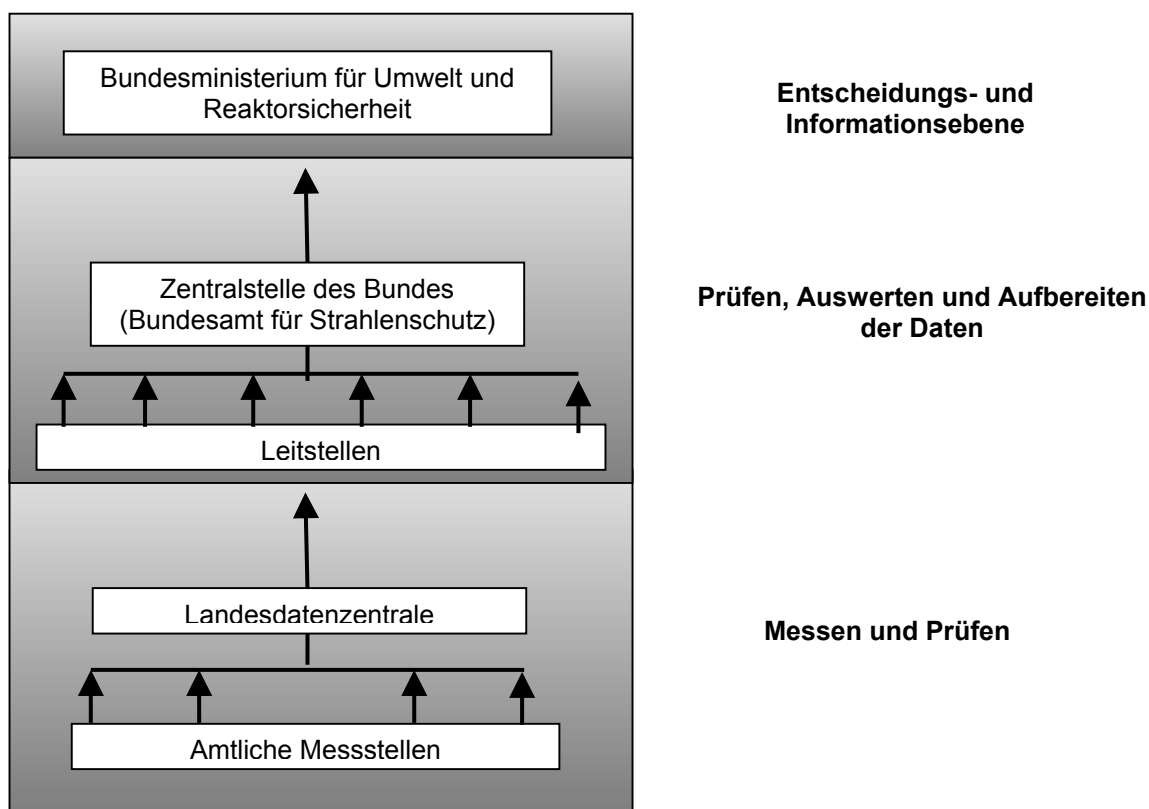 Bundesministerium für Umwelt und
Reaktorsicherheit
Entscheidungs- und
Informationsebene
Zentralstelle des Bundes
(Bundesamt für Strahlenschutz)
Prüfen, Auswerten und Aufbereiten
der Daten
Leitstellen
Landesdatenzentrale
Messen und Prüfen
Amtliche Messstellen